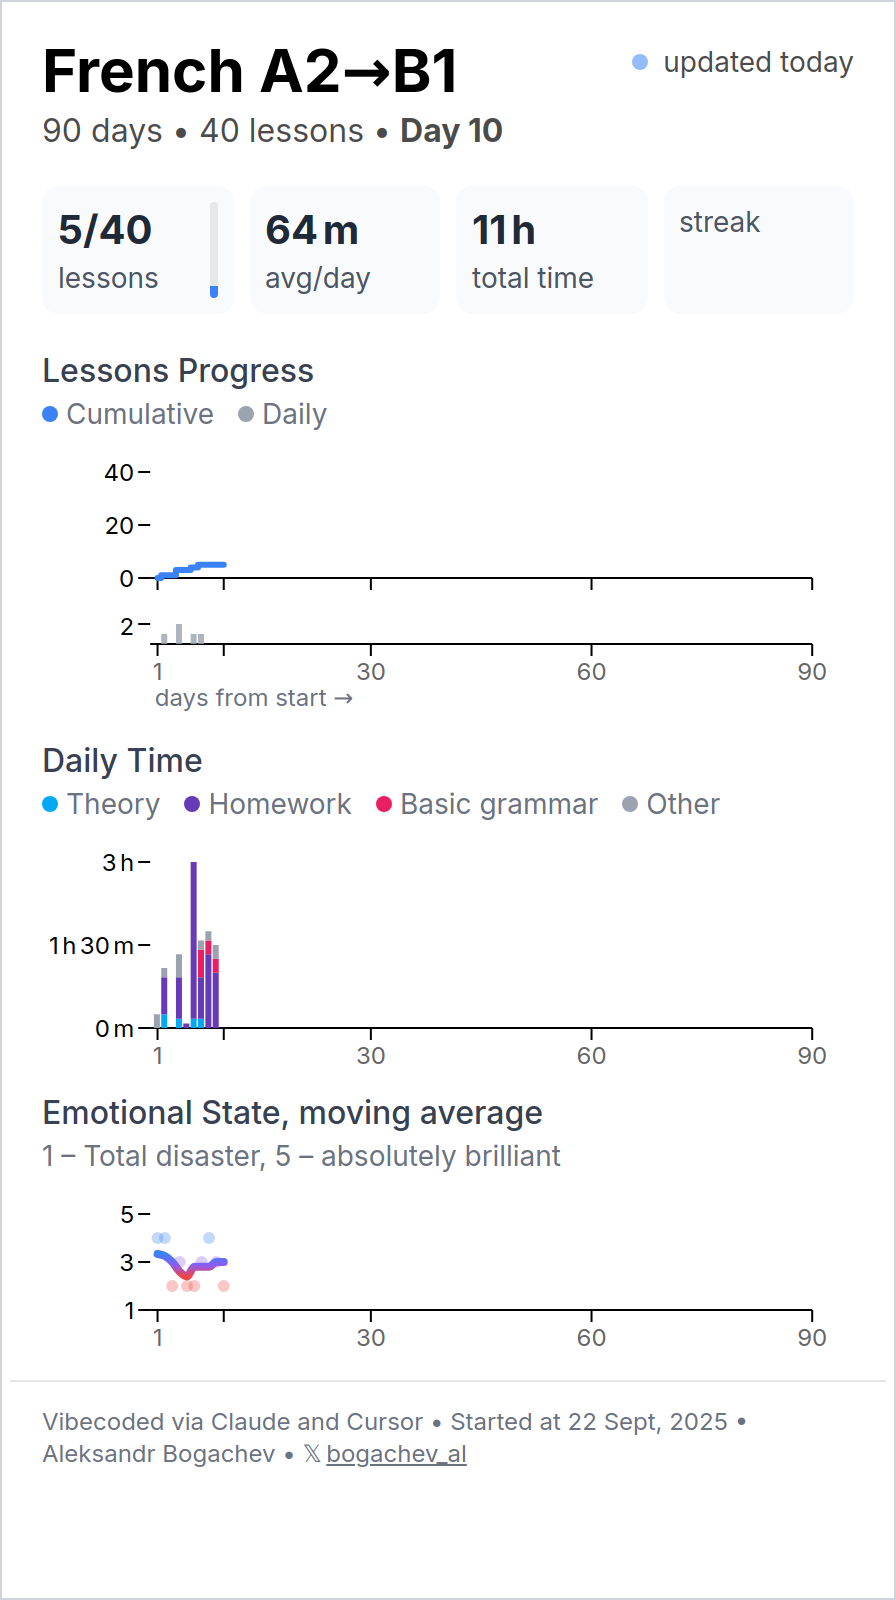 French A2→B1
updated today
90 days • 40 lessons • Day 10
5/40
lessons
64 m
avg/day
11 h
total time
streak
Lessons Progress
Cumulative
Daily
40
20
0
2
1
30
60
90
days from start →
Daily Time
Theory
Homework
Basic grammar
Other
3 h
1 h 30 m
0 m
1
30
60
90
Emotional State, moving average
1 – Total disaster, 5 – absolutely brilliant
5
3
1
1
30
60
90
Vibecoded via Claude and Cursor • Started at 22 Sept, 2025 •
Aleksandr Bogachev • 𝕏 bogachev_al